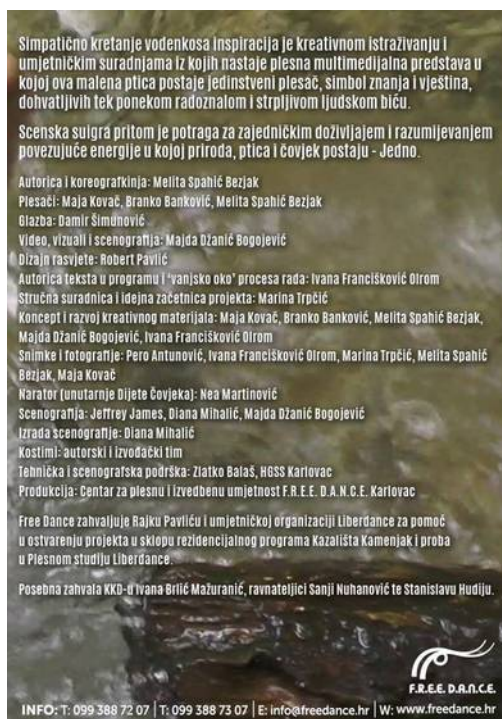 Simpatično kretanje vodenkosa inspiracija je kreativnom istraživanju i
umjetničkim suradnjama iz kojih nastaje plesna multimedijalna predstava u
kojoj ova malena ptica postaje jedinstveni plesač, simbol znanja i vještina,
dohvatljivih tek ponekom radoznalom i strpljivom ljudskom biću.
Scenska suigra pritom je potraga za zajedničkim doživljajem i razumijevanjem
povezujuće energije u kojoj priroda, ptica i čovjek postaju - Jedno.
Autorica i koreografkinja: Melita Spahić Bezjak
Plesači: Maja Kovač, Branko Banković, Melita Spahić Bezjak
Glazba: Damir Šimunović
Video, vizuali i scenografija: Majda Džanić Bogojević
Dizajn rasvjete: Robert Pavlić
Autorica teksta u programu i 'vanjsko oko' procesa rada: Ivana Francišković Olrom
Stručna suradnica i idejna začetnica projekta: Marina Trpčić
Koncept i razvoj kreativnog materijala: Maja Kovač, Branko Banković, Melita Spahić Bezjak,
Majda Džanić Bogojević, Ivana Francišković Olrom
Snimke i fotografije: Pero Antunović, Ivana Francišković Olrom, Marina Trpčić, Melita Spahić
Bezjak, Maja Kovač
Narator (unutarnje Dijete Čovjeka): Nea Martinović
Scenografija: Jeffrey James, Diana Mihalić, Majda Džanić Bogojević
Izrada scenografije: Diana Mihalić
Kostimi: autorski i izvođački tim
Tehnička i scenografska podrška: Zlatko Balaš, HGSS Karlovac
Produkcija: Centar za plesnu i izvedbenu umjetnost F.R.E.E. D.A.N.C.E. Karlovac
Free Dance zahvaljuje Rajku Pavliću i umjetničkoj organizaciji Liberdance za pomoć
u ostvarenju projekta u sklopu rezidencijalnog programa Kazališta Kamenjak i proba
u Plesnom studiju Liberdance.
Posebna zahvala KKD-u Ivana Brlić Mažuranić, ravnateljici Sanji Nuhanović te Stanislavu Hudiju.
F.R.E.E. D.A.N.C.E.
INFO: T: 099 388 72 07 | T: 099 388 73 07 | E: info@freedance.hr | W: www.freedance.hr